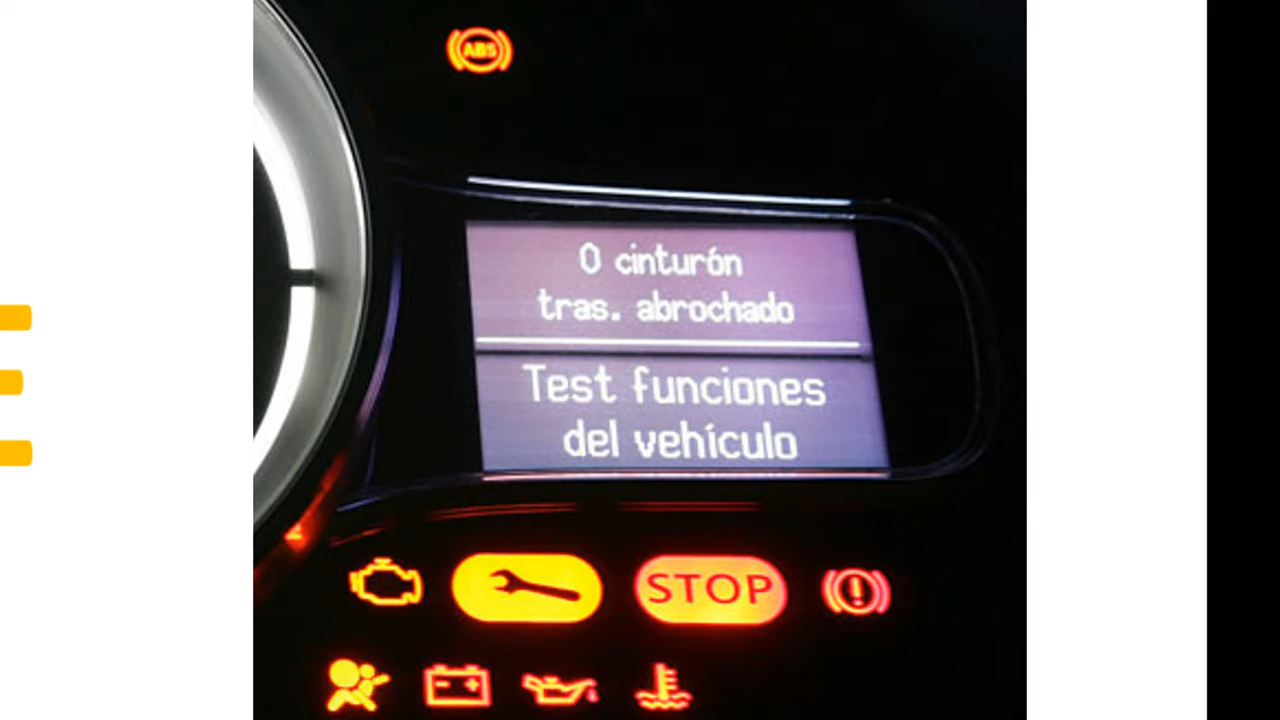 ABS
0 cinturón
tras. abrochado
Test funciones
del vehículo
STOP